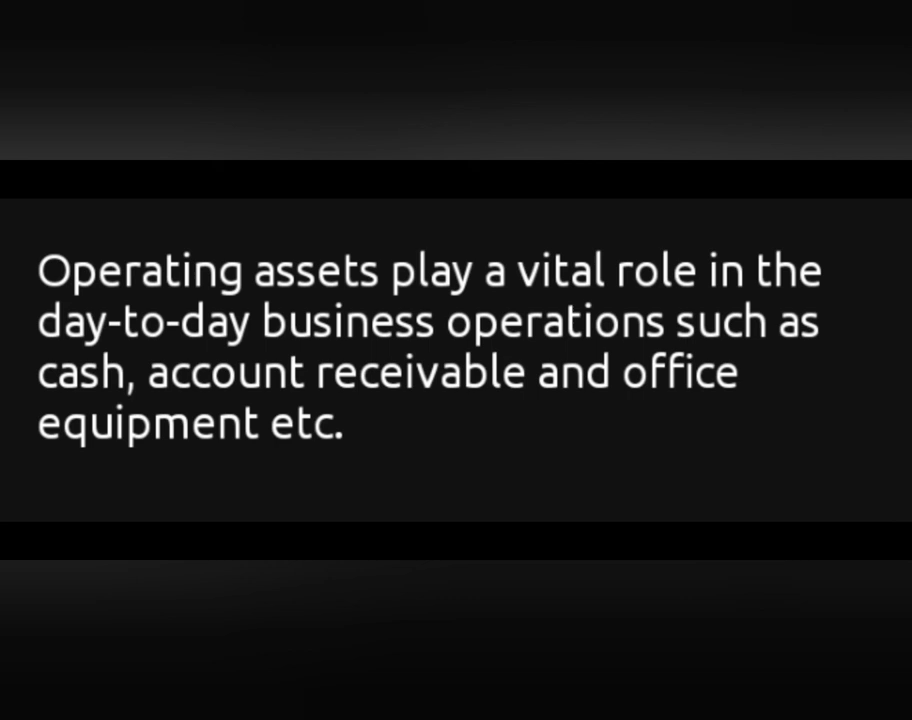 Operating assets play a vital role in the
day-to-day business operations such as
cash, account receivable and office
equipment etc.